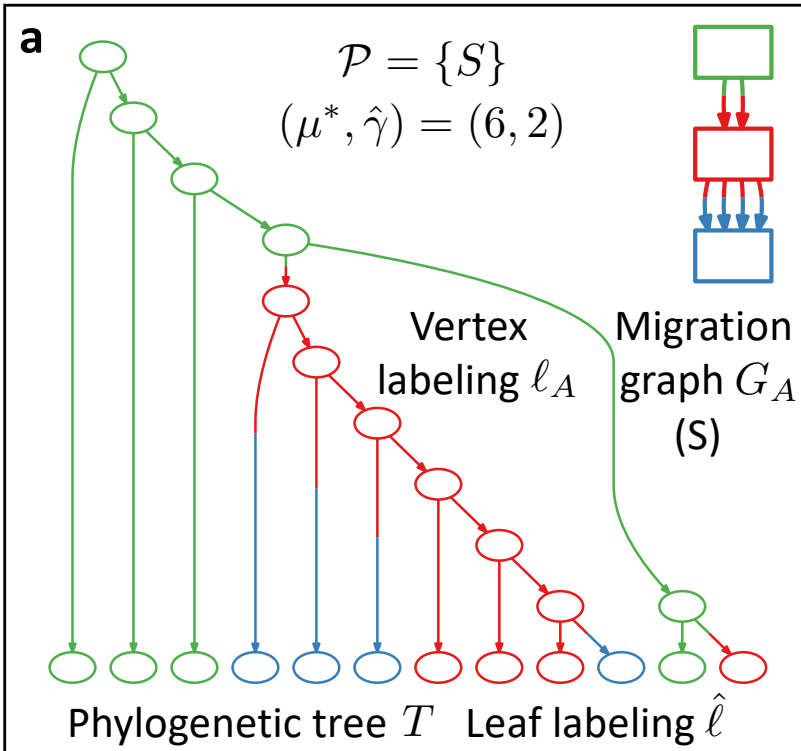 a
𝒫 = {S}
(μ*, γ̂) = (6, 2)
Vertex
labeling ℓ_A
Migration
graph G_A
(S)
Phylogenetic tree T
Leaf labeling ℓ̂